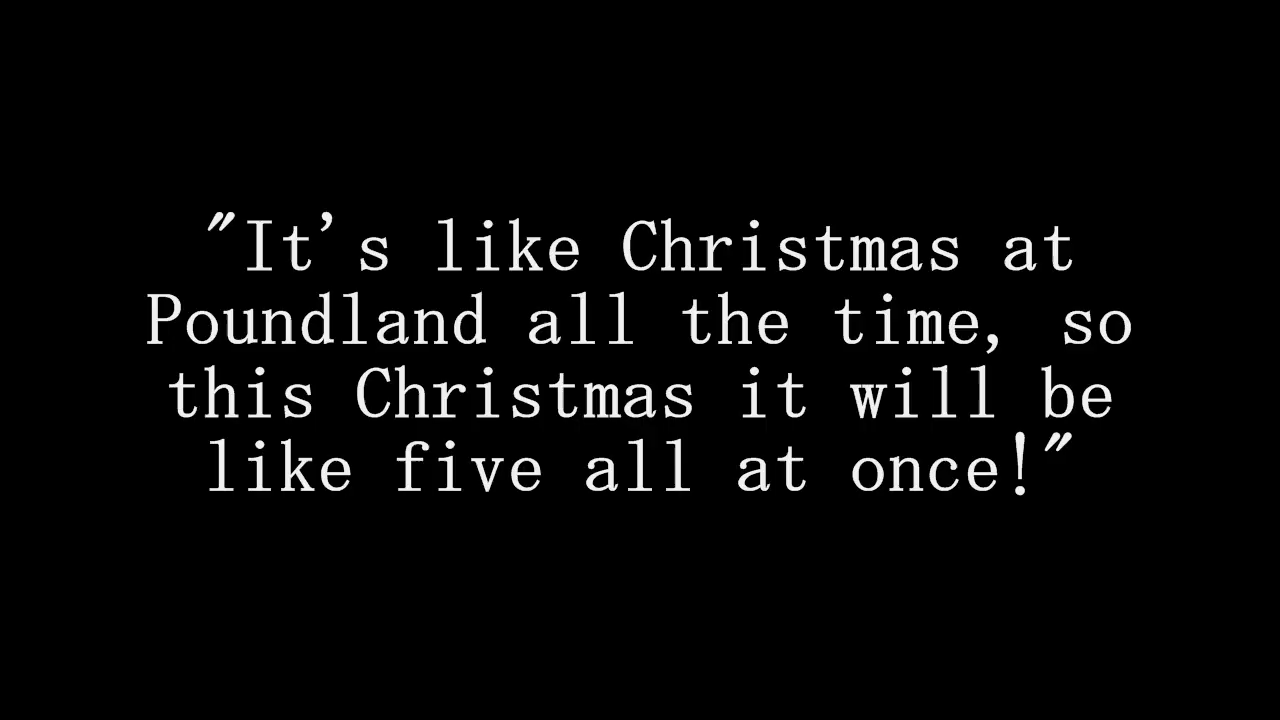 "It's like Christmas at
Poundland all the time, so
this Christmas it will be
like five all at once!"